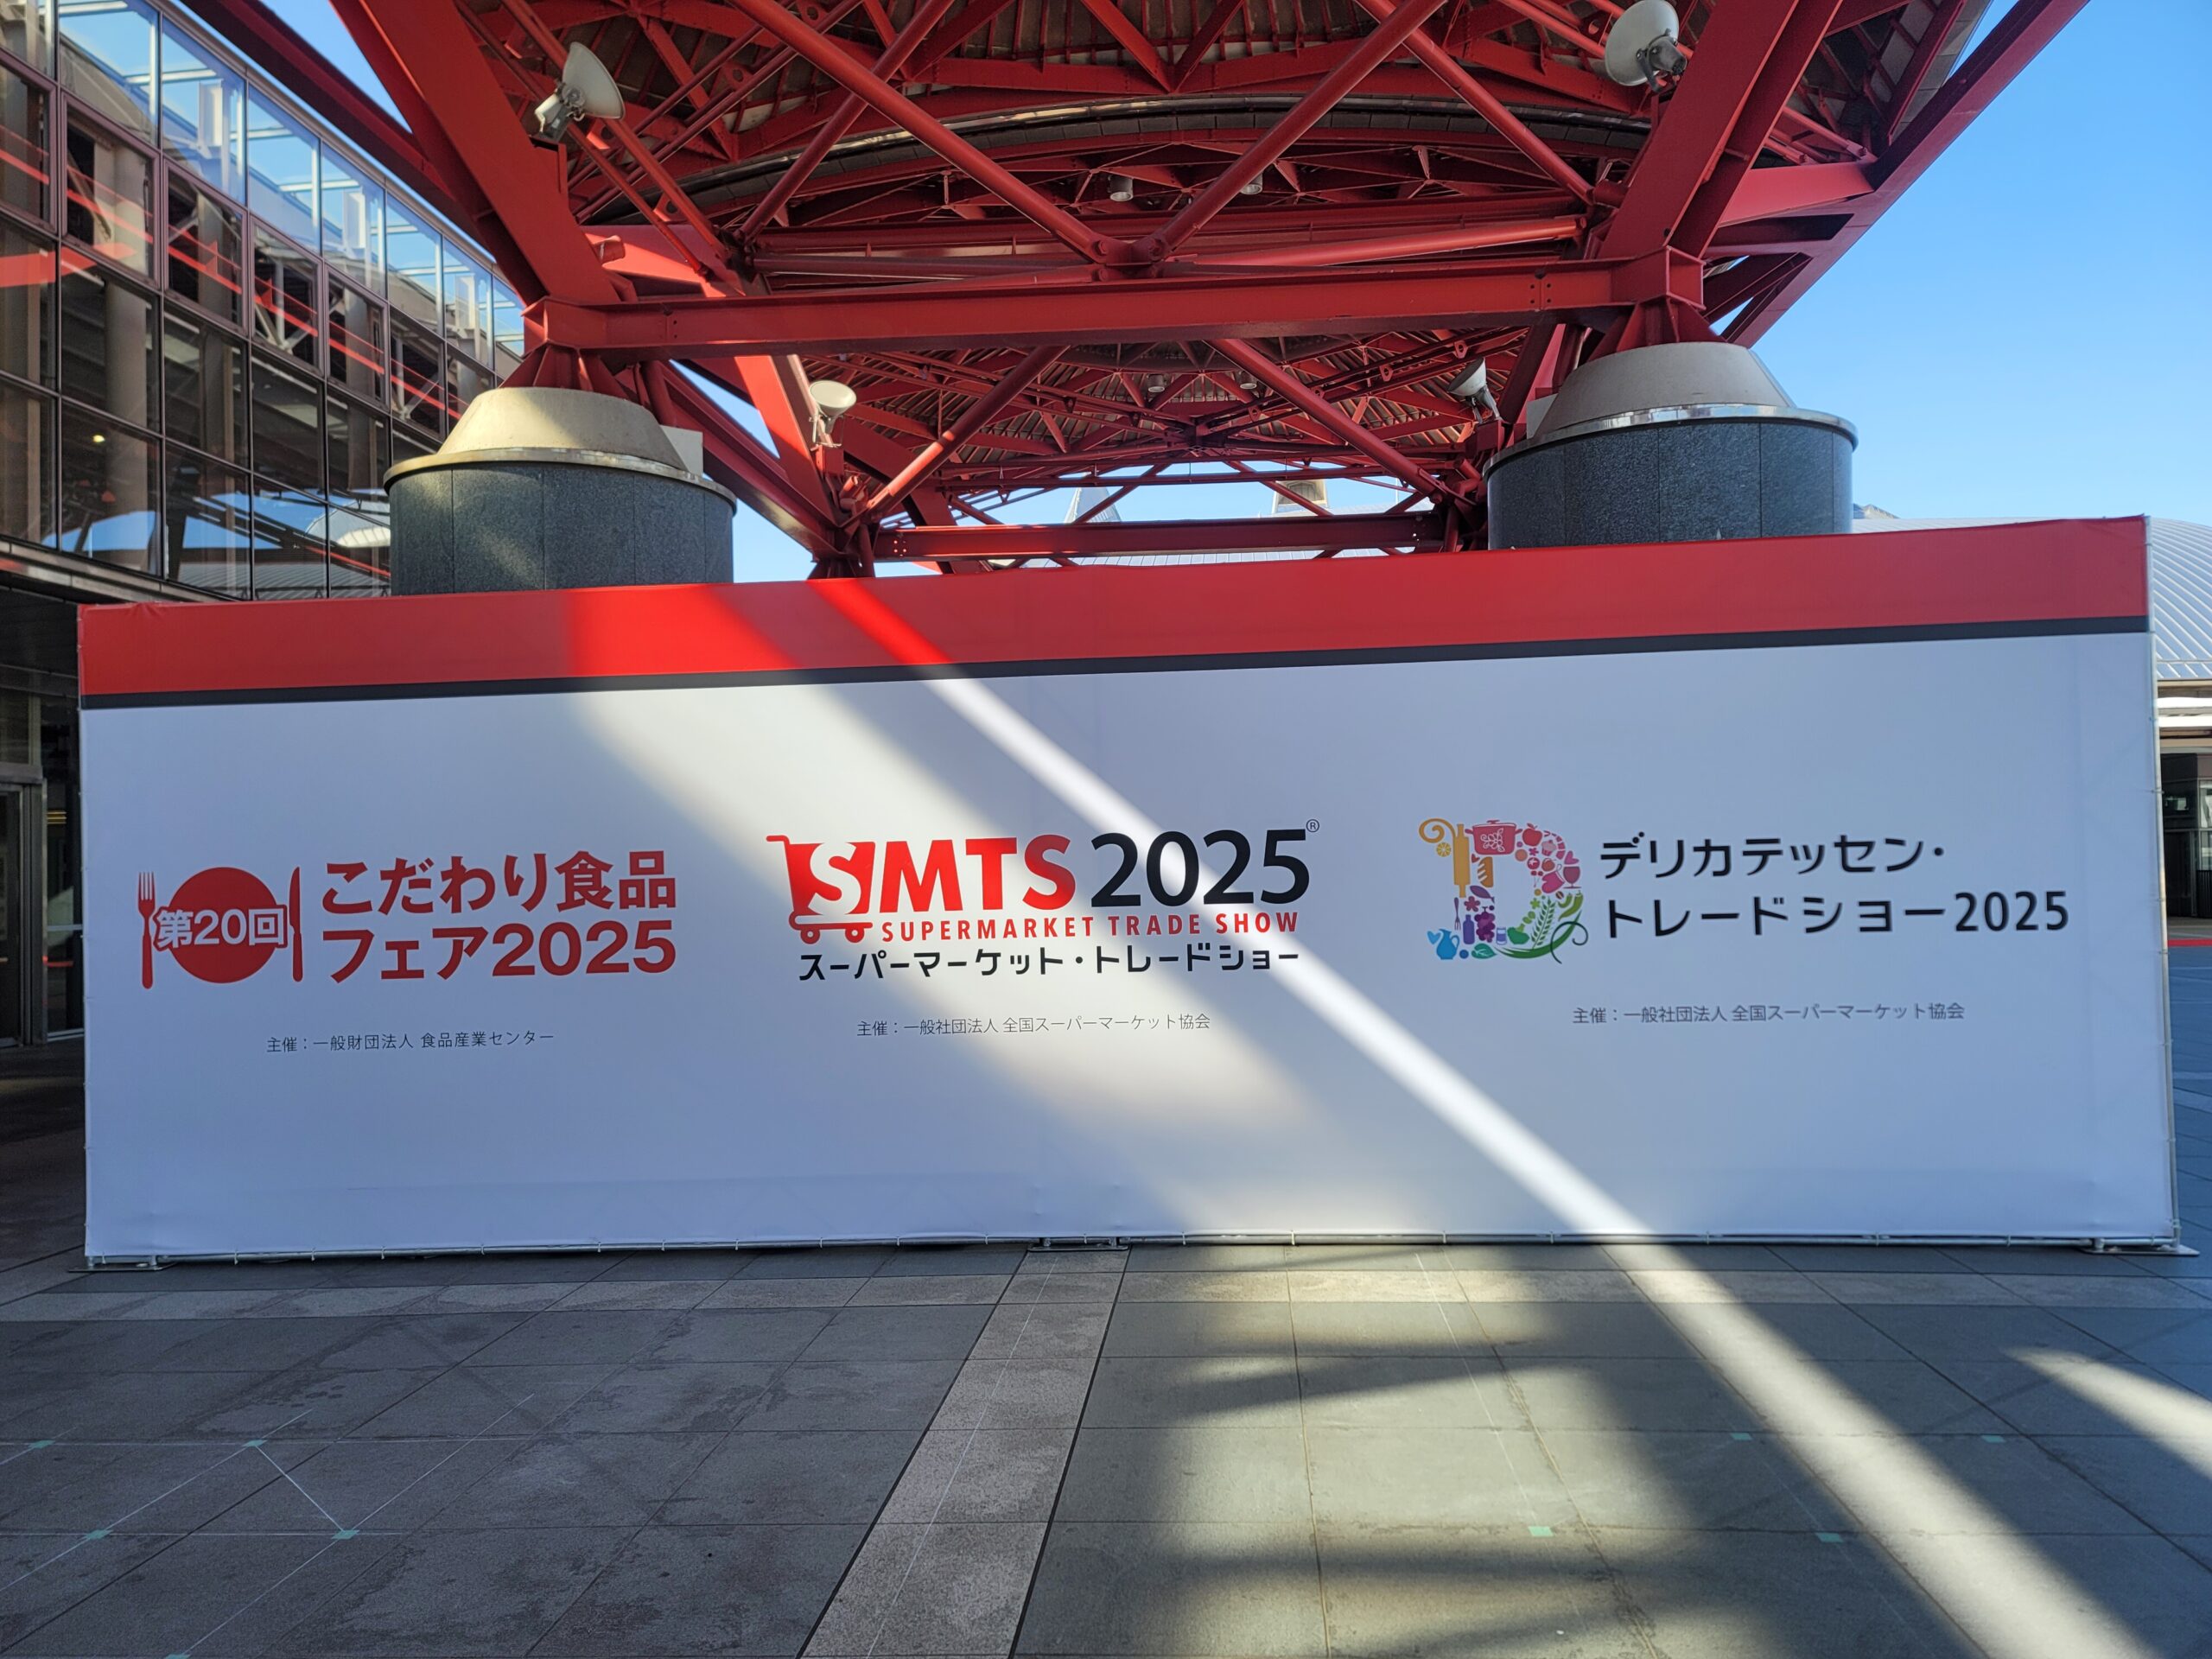 第20回
こだわり食品
フェア2025
主催：一般財団法人 食品産業センター
SMTS 2025®
SUPERMARKET TRADE SHOW
スーパーマーケット・トレードショー
主催：一般社団法人 全国スーパーマーケット協会
D
デリカテッセン・
トレードショー2025
主催：一般社団法人 全国スーパーマーケット協会